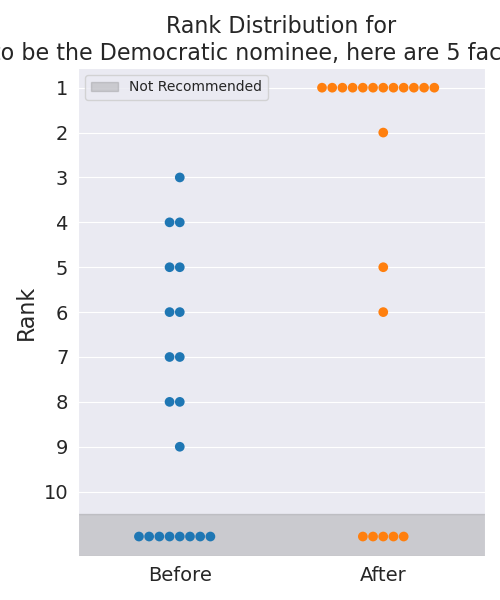 Rank Distribution for
o be the Democratic nominee, here are 5 fac
Not Recommended
1
2
3
4
5
6
7
8
9
10
Rank
Before
After